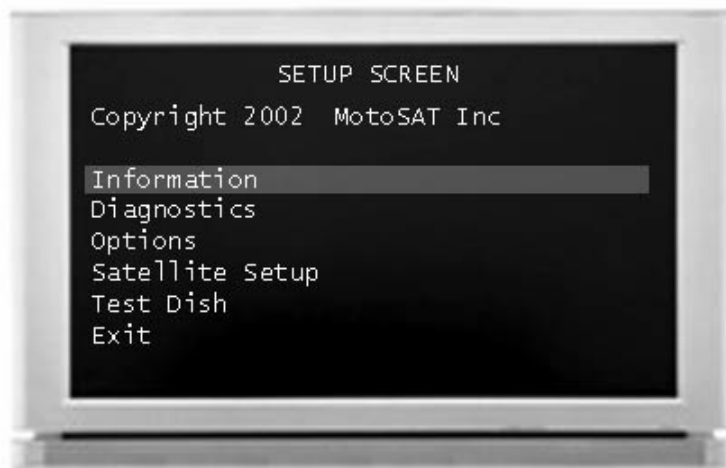 SETUP SCREEN
Copyright 2002 MotoSAT Inc
Information
Diagnostics
Options
Satellite Setup
Test Dish
Exit